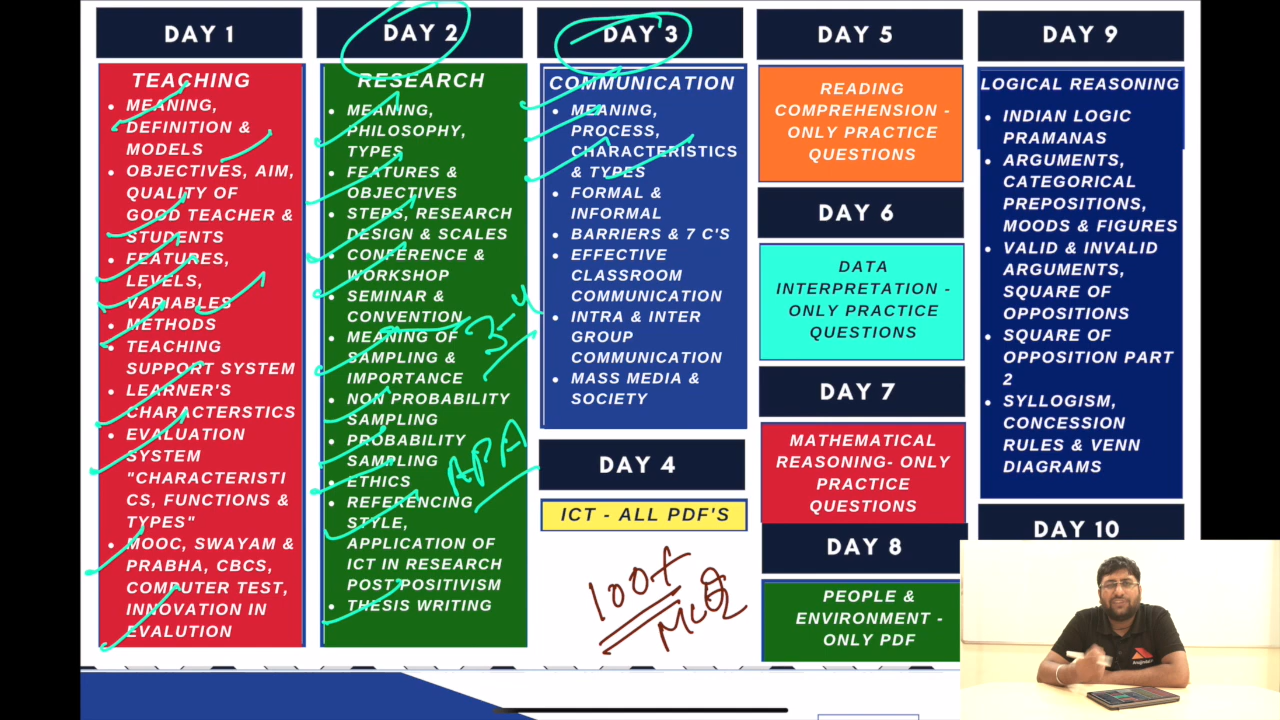 DAY 1
TEACHING
• MEANING,
DEFINITION &
MODELS
• OBJECTIVES, AIM,
QUALITY OF
GOOD TEACHER &
STUDENTS
• FEATURES,
LEVELS,
VARIABLES
• METHODS
• TEACHING
SUPPORT SYSTEM
• LEARNER'S
CHARACTERSTICS
• EVALUATION
SYSTEM
"CHARACTERISTI
CS, FUNCTIONS &
TYPES"
• MOOC, SWAYAM &
PRABHA, CBCS,
COMPUTER TEST,
INNOVATION IN
EVALUTION
DAY 2
RESEARCH
• MEANING,
PHILOSOPHY,
TYPES
• FEATURES &
OBJECTIVES
• STEPS, RESEARCH
DESIGN & SCALES
• CONFERENCE &
WORKSHOP
• SEMINAR &
CONVENTION
• MEANING OF
SAMPLING &
IMPORTANCE
• NON PROBABILITY
SAMPLING
• PROBABILITY
SAMPLING
• ETHICS
• REFERENCING
STYLE,
APPLICATION OF
ICT IN RESEARCH
POST POSITIVISM
• THESIS WRITING
3-4
APA
DAY 3
COMMUNICATION
• MEANING,
PROCESS,
CHARACTERISTICS
& TYPES
• FORMAL &
INFORMAL
• BARRIERS & 7 C'S
• EFFECTIVE
CLASSROOM
COMMUNICATION
• INTRA & INTER
GROUP
COMMUNICATION
• MASS MEDIA &
SOCIETY
DAY 4
ICT - ALL PDF'S
100+
MCQ
DAY 5
READING
COMPREHENSION -
ONLY PRACTICE
QUESTIONS
DAY 6
DATA
INTERPRETATION -
ONLY PRACTICE
QUESTIONS
DAY 7
MATHEMATICAL
REASONING- ONLY
PRACTICE
QUESTIONS
DAY 8
PEOPLE &
ENVIRONMENT -
ONLY PDF
DAY 9
LOGICAL REASONING
• INDIAN LOGIC
PRAMANAS
• ARGUMENTS,
CATEGORICAL
PREPOSITIONS,
MOODS & FIGURES
• VALID & INVALID
ARGUMENTS,
SQUARE OF
OPPOSITIONS
• SQUARE OF
OPPOSITION PART
2
• SYLLOGISM,
CONCESSION
RULES & VENN
DIAGRAMS
DAY 10